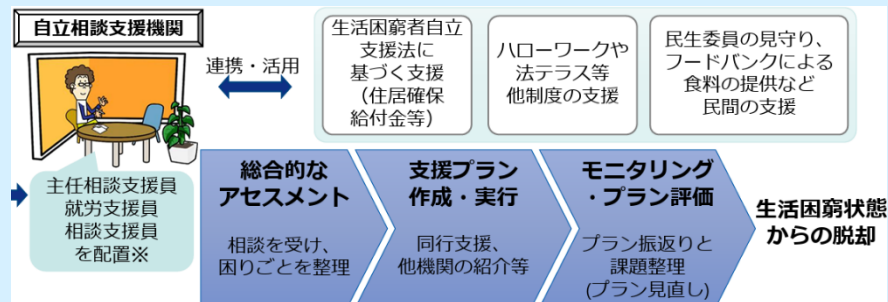 自立相談支援機関
連携・活用
生活困窮者自立
支援法に
基づく支援
（住居確保
給付金等）
ハローワークや
法テラス等
他制度の支援
民生委員の見守り、
フードバンクによる
食料の提供など
民間の支援
主任相談支援員
就労支援員
相談支援員
を配置※
総合的な
アセスメント
相談を受け、
困りごとを整理
支援プラン
作成・実行
同行支援、
他機関の紹介等
モニタリング
・プラン評価
プラン振返りと
課題整理
(プラン見直し)
生活困窮状態
からの脱却